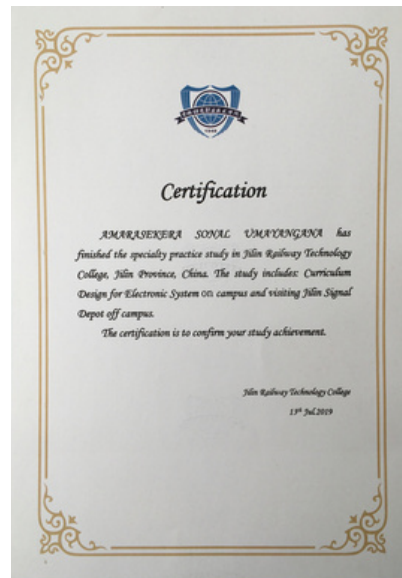 Certification
AMARASEKERA SONAL UMAYANGANA has
finished the specialty practice study in Jilin Railway Technology
College, Jilin Province, China. The study includes: Curriculum
Design for Electronic System on campus and visiting Jilin Signal
Depot off campus.
The certification is to confirm your study achievement.
Jilin Railway Technology College
13th Jul.2019